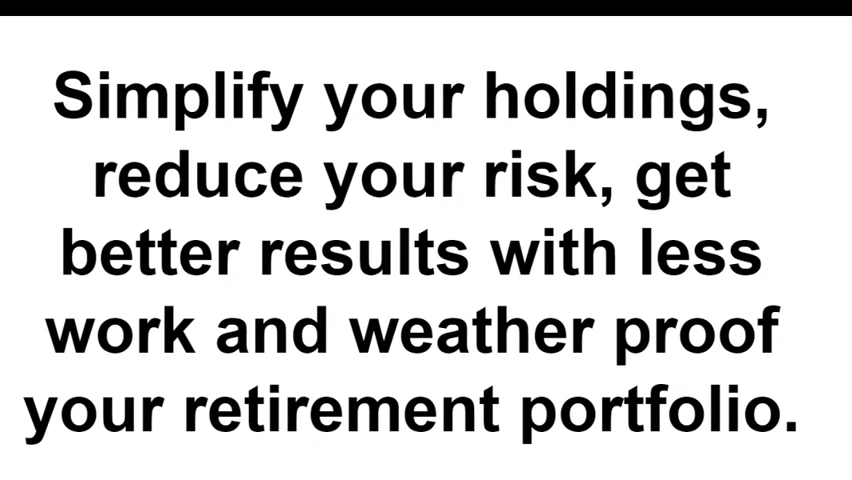 Simplify your holdings,
reduce your risk, get
better results with less
work and weather proof
your retirement portfolio.